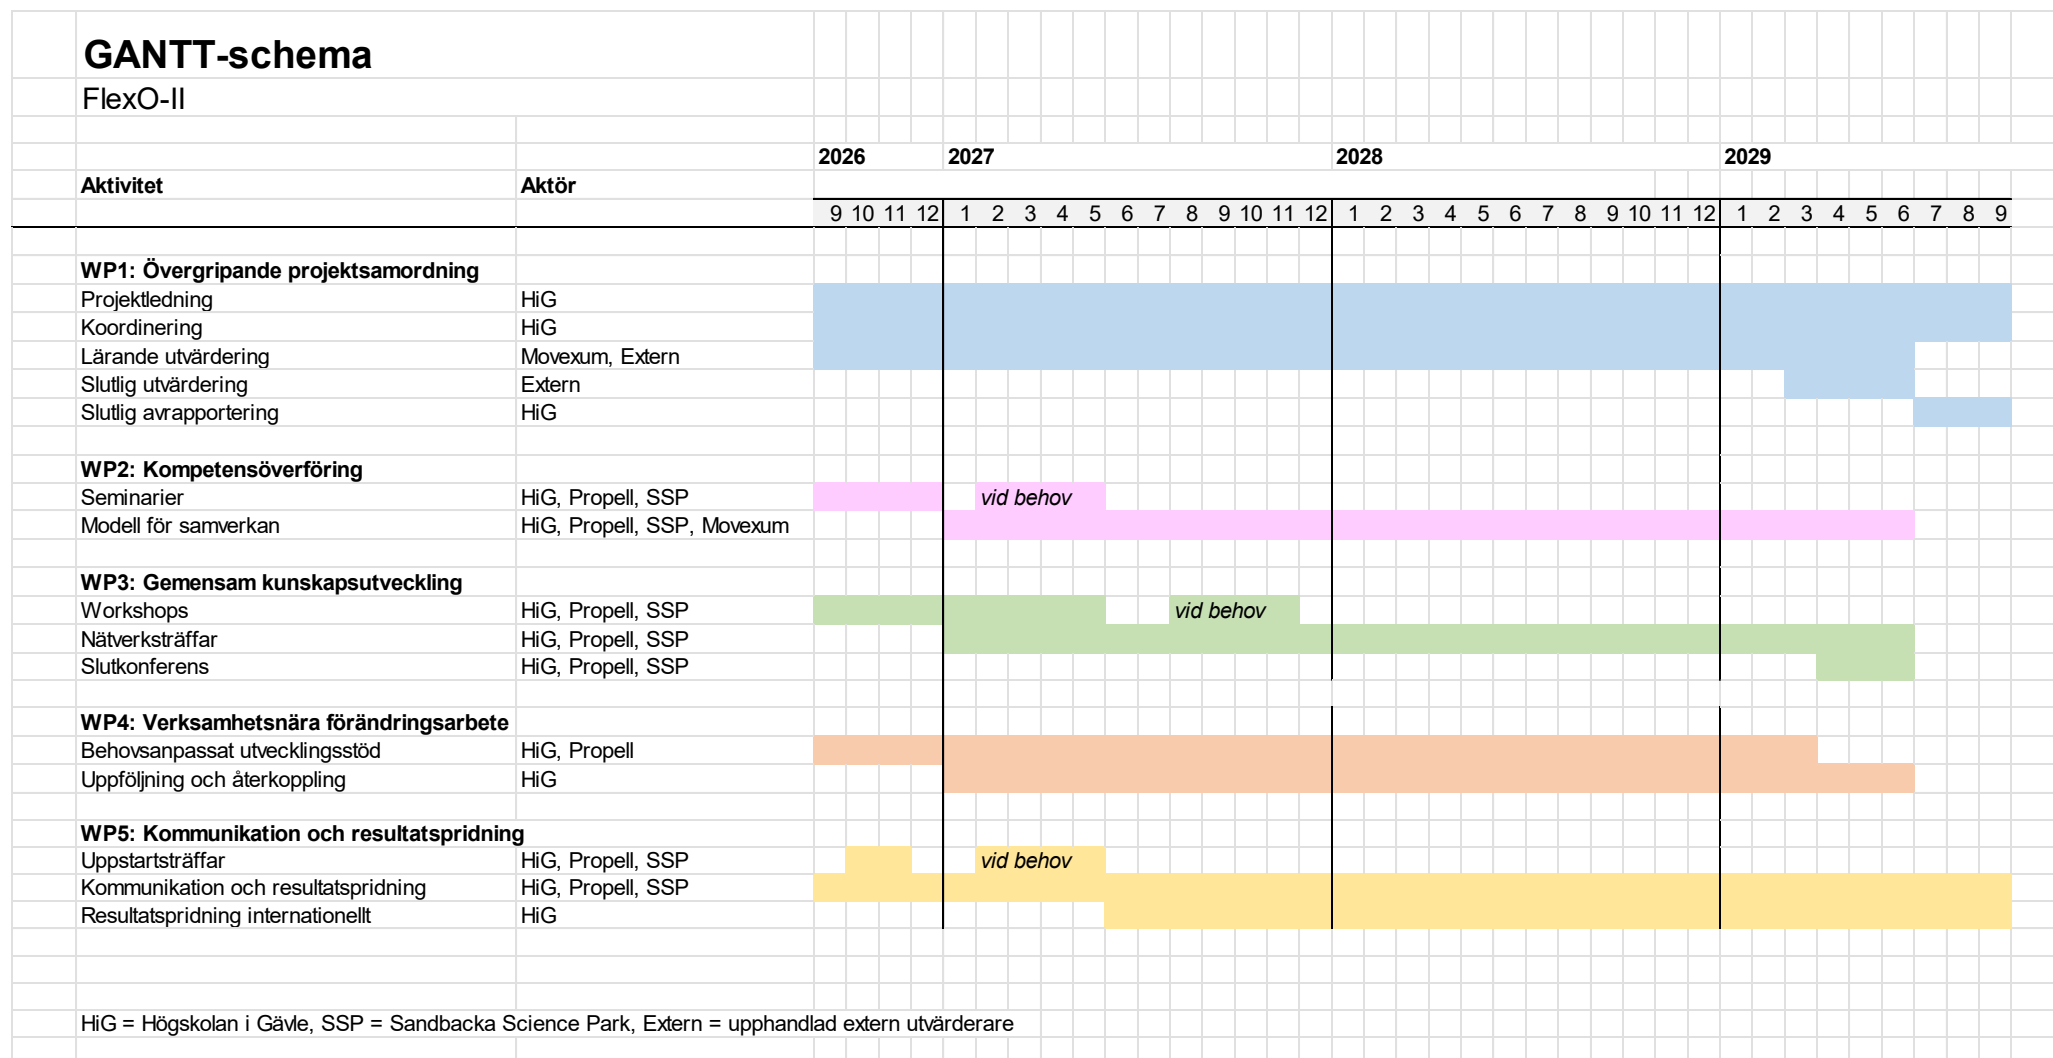 GANTT-schema
FlexO-II
2026 2027 2028 2029
Aktivitet Aktör
9 10 11 12 1 2 3 4 5 6 7 8 9 10 11 12 1 2 3 4 5 6 7 8 9 10 11 12 1 2 3 4 5 6 7 8 9
WP1: Övergripande projektsamordning
Projektledning HiG
Koordinering HiG
Lärande utvärdering Movexum, Extern
Slutlig utvärdering Extern
Slutlig avrapportering HiG
WP2: Kompetensöverföring
Seminarier HiG, Propell, SSP vid behov
Modell för samverkan HiG, Propell, SSP, Movexum
WP3: Gemensam kunskapsutveckling
Workshops HiG, Propell, SSP vid behov
Nätverksträffar HiG, Propell, SSP
Slutkonferens HiG, Propell, SSP
WP4: Verksamhetsnära förändringsarbete
Behovsanpassat utvecklingsstöd HiG, Propell
Uppföljning och återkoppling HiG
WP5: Kommunikation och resultatspridning
Uppstartsträffar HiG, Propell, SSP vid behov
Kommunikation och resultatspridning HiG, Propell, SSP
Resultatspridning internationellt HiG
HiG = Högskolan i Gävle, SSP = Sandbacka Science Park, Extern = upphandlad extern utvärderare